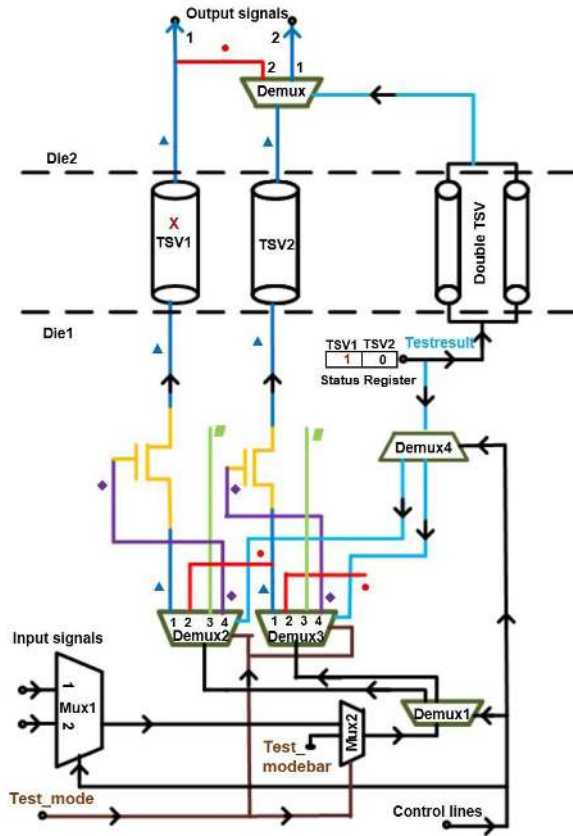 Output signals
1
2
2 1
Demux
Die2
X
TSV1
TSV2
Double TSV
Die1
TSV1 TSV2
Testresult
1 0
Status Register
Demux4
1 2 3 4
Demux2
1 2 3 4
Demux3
Input signals
1
2
Mux1
Mux2
Demux1
Test_
modebar
Test_mode
Control lines